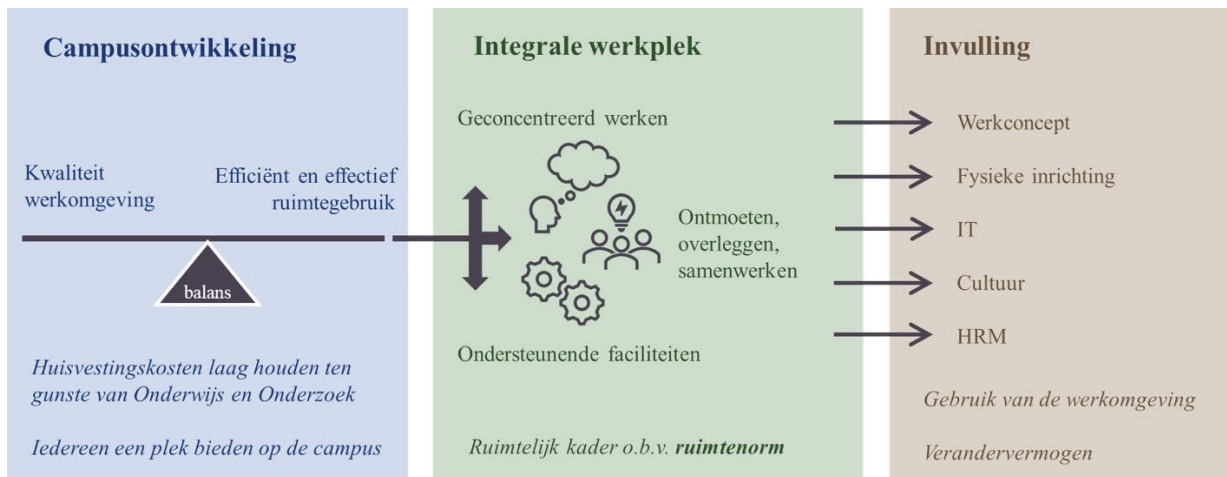 Campusontwikkeling
Kwaliteit
werkomgeving
Efficiënt en effectief
ruimtegebruik
balans
Huisvestingskosten laag houden ten
gunste van Onderwijs en Onderzoek
Iedereen een plek bieden op de campus
Integrale werkplek
Geconcentreerd werken
Ontmoeten,
overleggen,
samenwerken
Ondersteunende faciliteiten
Ruimtelijk kader o.b.v. ruimtenorm
Invulling
Werkconcept
Fysieke inrichting
IT
Cultuur
HRM
Gebruik van de werkomgeving
Verandervermogen